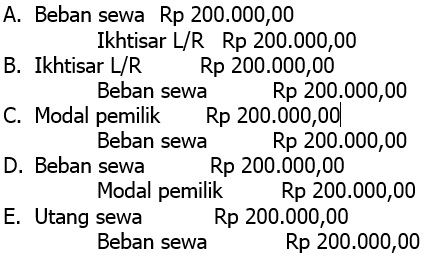 A. Beban sewa Rp 200.000,00
Ikhtisar L/R Rp 200.000,00
B. Ikhtisar L/R Rp 200.000,00
Beban sewa Rp 200.000,00
C. Modal pemilik Rp 200.000,00
Beban sewa Rp 200.000,00
D. Beban sewa Rp 200.000,00
Modal pemilik Rp 200.000,00
E. Utang sewa Rp 200.000,00
Beban sewa Rp 200.000,00